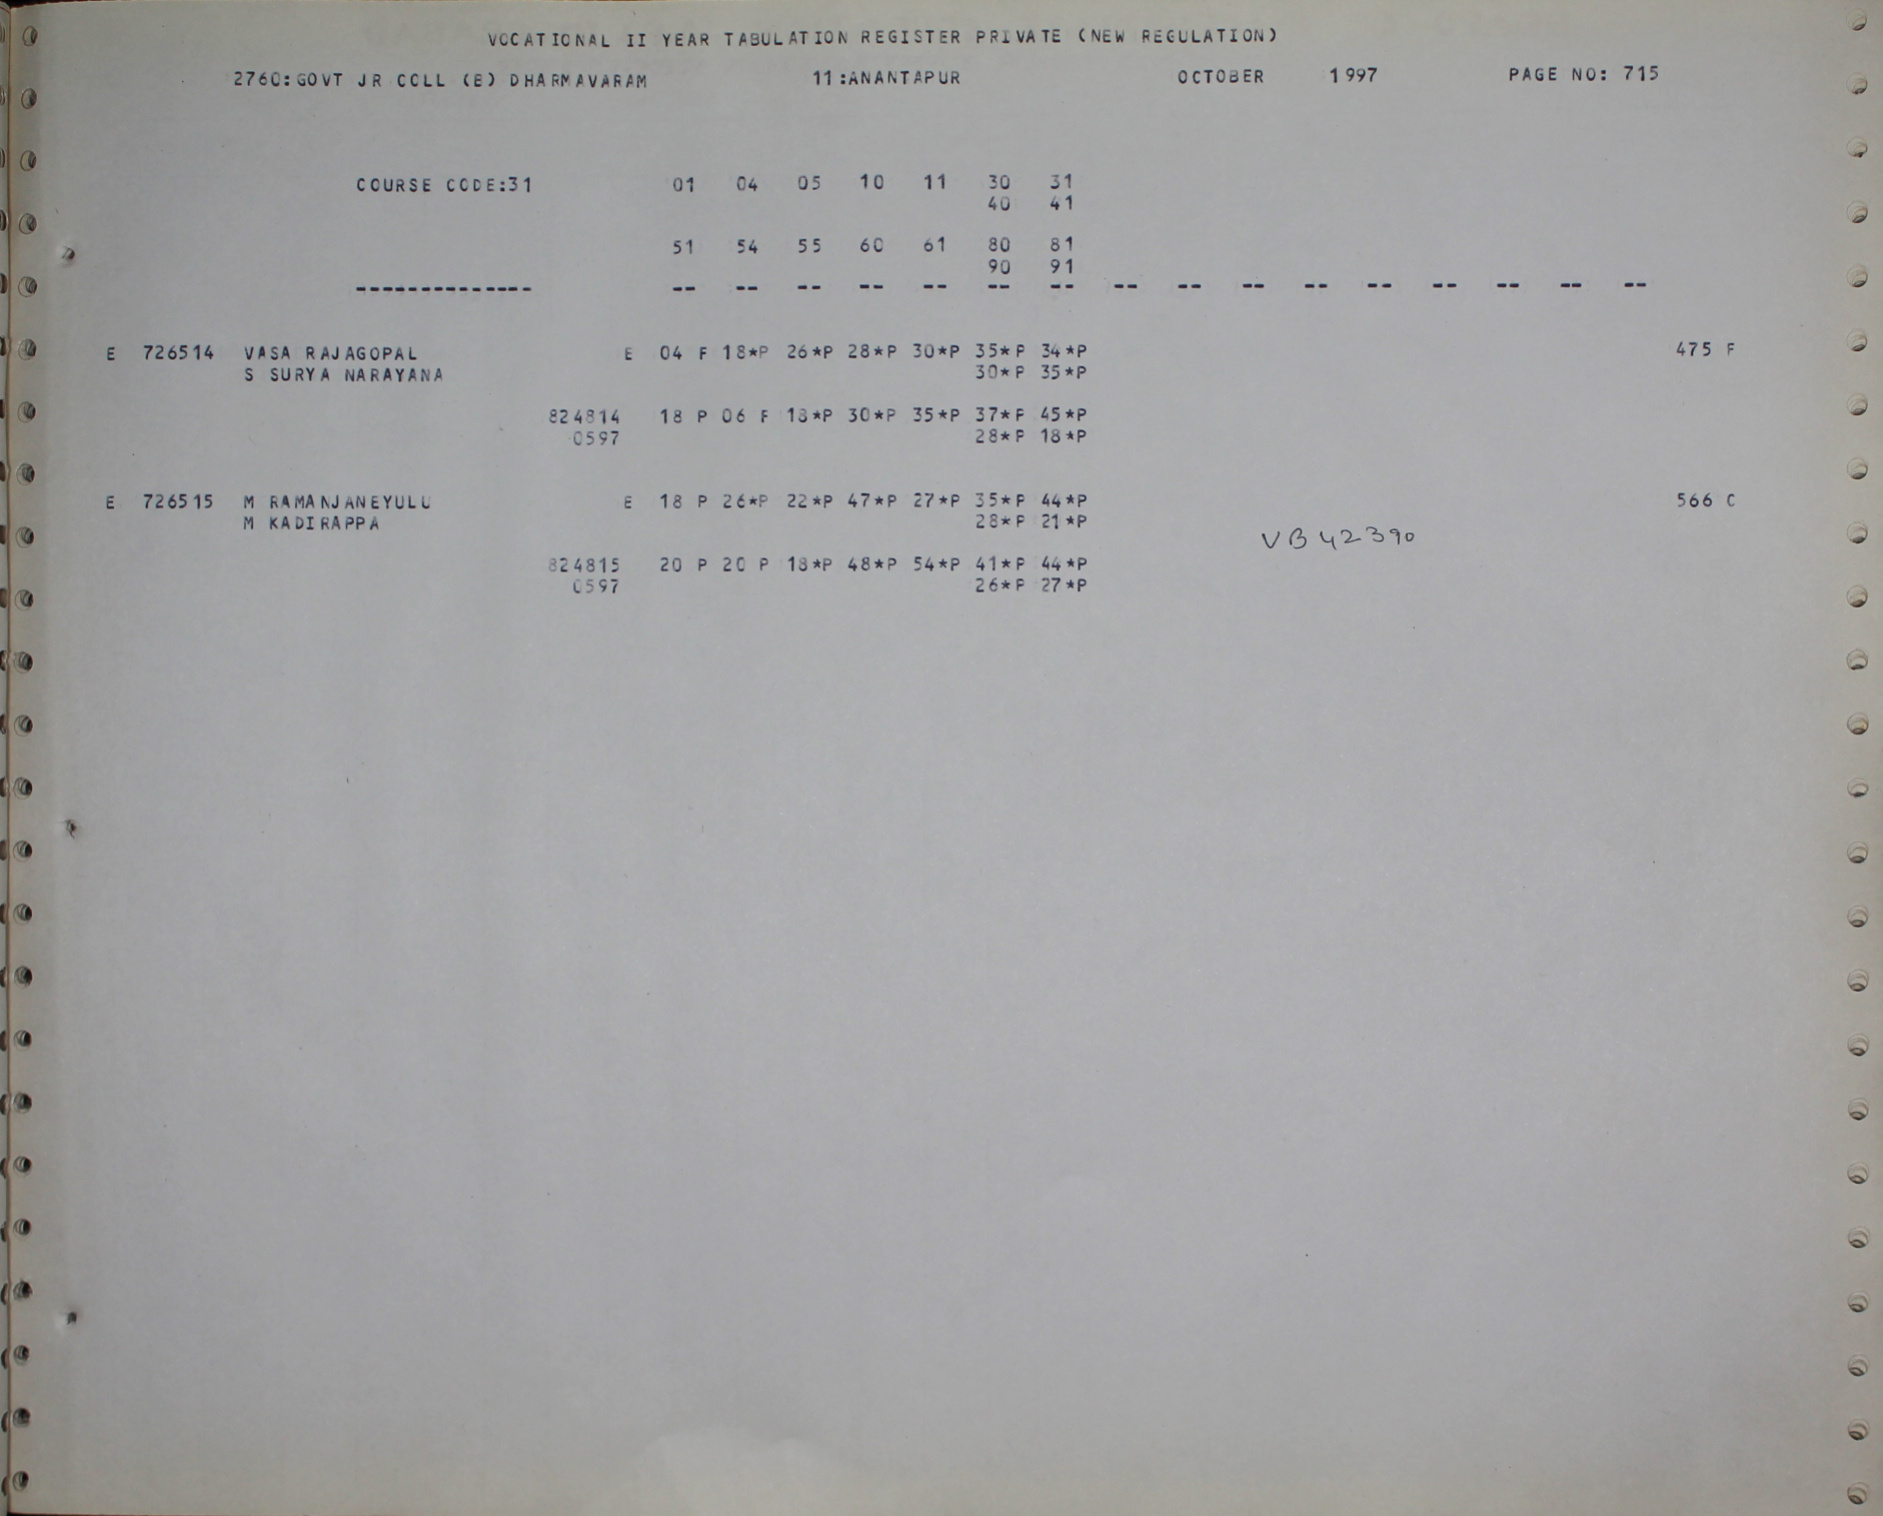 VOCATIONAL II YEAR TABULATION REGISTER PRIVATE (NEW REGULATION)
2760:GOVT JR COLL (B) DHARMAVARAM 11:ANANTAPUR OCTOBER 1997 PAGE NO: 715
COURSE CODE:31 01 04 05 10 11 30 31
40 41
51 54 55 60 61 80 81
90 91
-------------- -- -- -- -- -- -- -- -- -- -- -- -- -- -- -- --
E 726514 VASA RAJAGOPAL E 04 F 18*P 26*P 28*P 30*P 35*P 34*P 475 F
S SURYA NARAYANA 30*P 35*P
824814 18 P 06 F 18*P 30*P 35*P 37*P 45*P
0597 28*P 18*P
E 726515 M RAMANJANEYULU E 18 P 26*P 22*P 47*P 27*P 35*P 44*P 566 C
M KADIRAPPA 28*P 21*P
VB42390
824815 20 P 20 P 18*P 48*P 54*P 41*P 44*P
0597 26*P 27*P